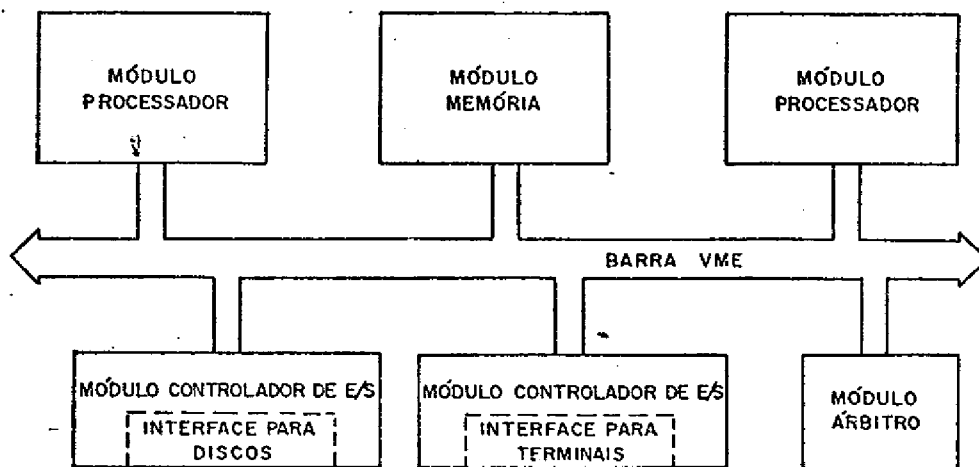 MÓDULO
PROCESSADOR
MÓDULO
MEMÓRIA
MÓDULO
PROCESSADOR
BARRA VME
MÓDULO CONTROLADOR DE E/S
INTERFACE PARA
DISCOS
MÓDULO CONTROLADOR DE E/S
INTERFACE PARA
TERMINAIS
MÓDULO
ÁRBITRO